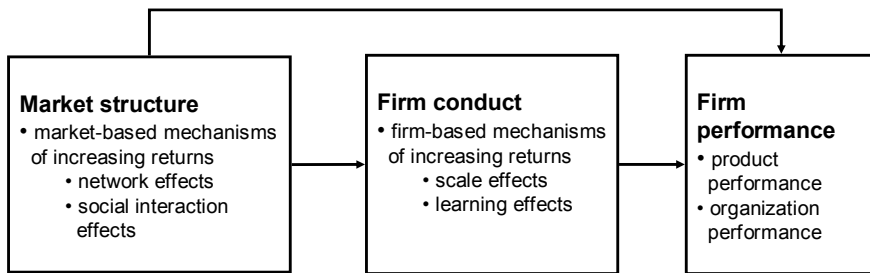 Market structure
• market-based mechanisms
of increasing returns
• network effects
• social interaction
effects
Firm conduct
• firm-based mechanisms
of increasing returns
• scale effects
• learning effects
Firm
performance
• product
performance
• organization
performance